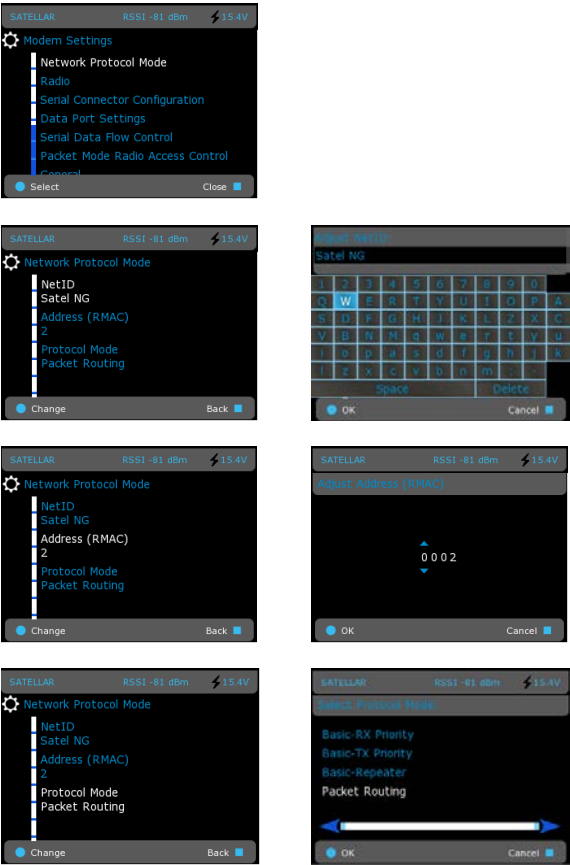 SATELLAR RSSI -81 dBm 15.4V
Modem Settings
Network Protocol Mode
Radio
Serial Connector Configuration
Data Port Settings
Serial Data Flow Control
Packet Mode Radio Access Control
General
Select Close
SATELLAR RSSI -81 dBm 15.4V
Network Protocol Mode
NetID
Satel NG
Address (RMAC)
2
Protocol Mode
Packet Routing
Change Back
Adjust NetID
Satel NG
1 2 3 4 5 6 7 8 9 0
Q W E R T Y U I O P A
S D F G H J K L Z X C
V B N M q w e r t y u
i o p a s d f g h j k
l z x c v b n m
Space Delete
OK Cancel
SATELLAR RSSI -81 dBm 15.4V
Network Protocol Mode
NetID
Satel NG
Address (RMAC)
2
Protocol Mode
Packet Routing
Change Back
SATELLAR RSSI -81 dBm 15.4V
Adjust Address (RMAC)
0 0 0 2
OK Cancel
SATELLAR RSSI -81 dBm 15.4V
Network Protocol Mode
NetID
Satel NG
Address (RMAC)
2
Protocol Mode
Packet Routing
Change Back
SATELLAR RSSI -81 dBm 15.4V
Select Protocol Mode
Basic-RX Priority
Basic-TX Priority
Basic-Repeater
Packet Routing
OK Cancel